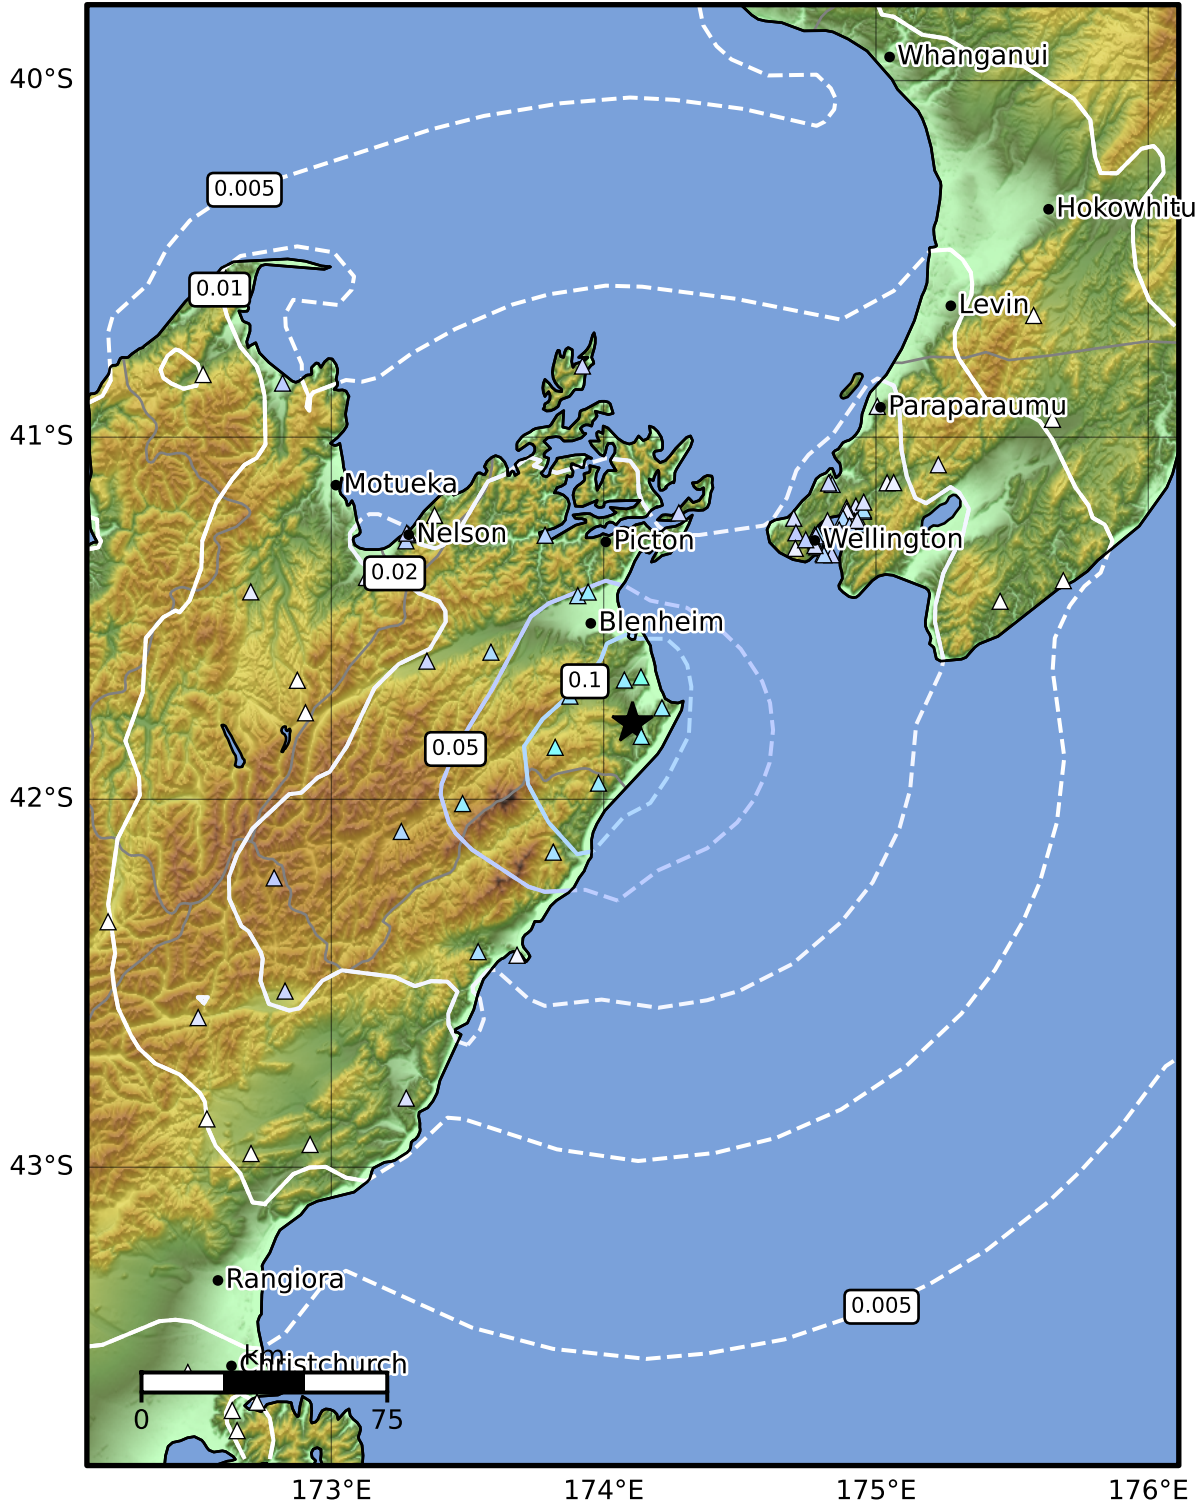 Whanganui
40°S
0.005
Hokowhitu
0.01
Levin
Paraparaumu
41°S
Motueka
Nelson
Picton
Wellington
0.02
Blenheim
0.1
0.05
42°S
43°S
Rangiora
0.005
km
Christchurch
0
75
173°E
174°E
175°E
176°E